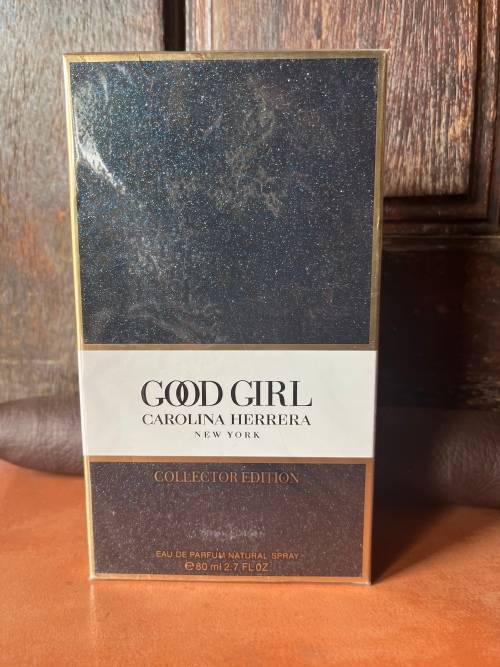 GOOD GIRL
CAROLINA HERRERA
NEW YORK
COLLECTOR EDITION
EAU DE PARFUM NATURAL SPRAY
℮80 ml 2.7 FL OZ